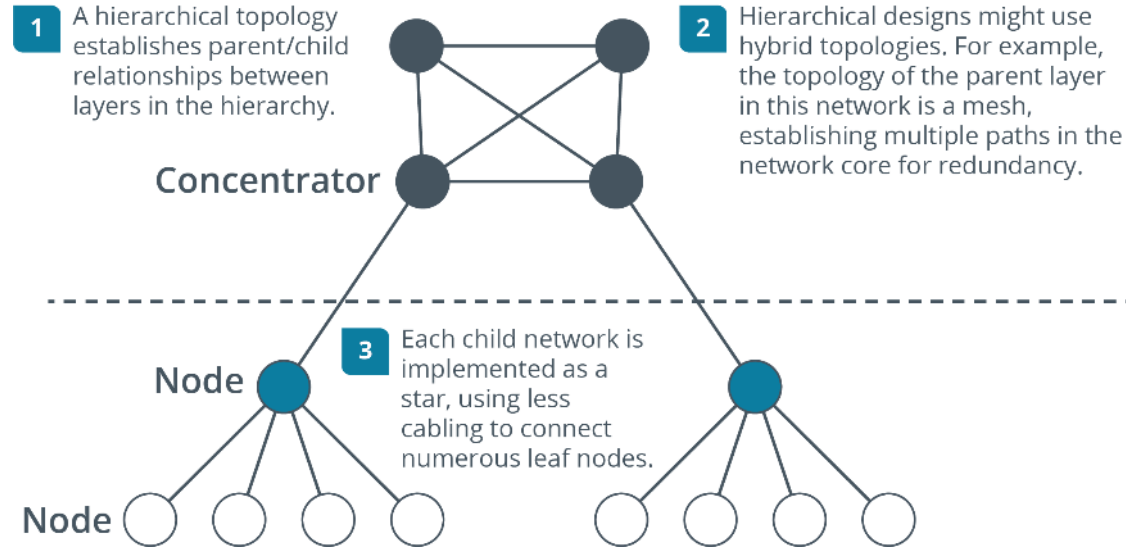 1
A hierarchical topology
establishes parent/child
relationships between
layers in the hierarchy.
2
Hierarchical designs might use
hybrid topologies. For example,
the topology of the parent layer
in this network is a mesh,
establishing multiple paths in the
network core for redundancy.
Concentrator
3
Each child network is
implemented as a
star, using less
cabling to connect
numerous leaf nodes.
Node
Node